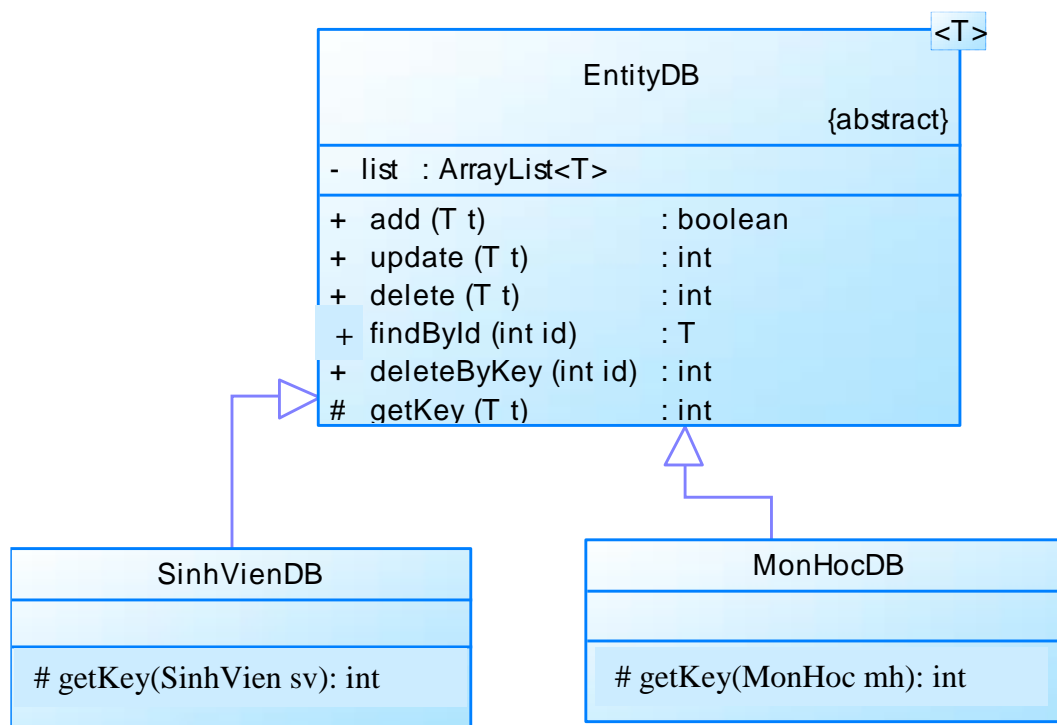 <T>
EntityDB
{abstract}
- list : ArrayList<T>
+ add (T t) : boolean
+ update (T t) : int
+ delete (T t) : int
+ findById (int id) : T
+ deleteByKey (int id) : int
# getKey (T t) : int
SinhVienDB
# getKey(SinhVien sv): int
MonHocDB
# getKey(MonHoc mh): int